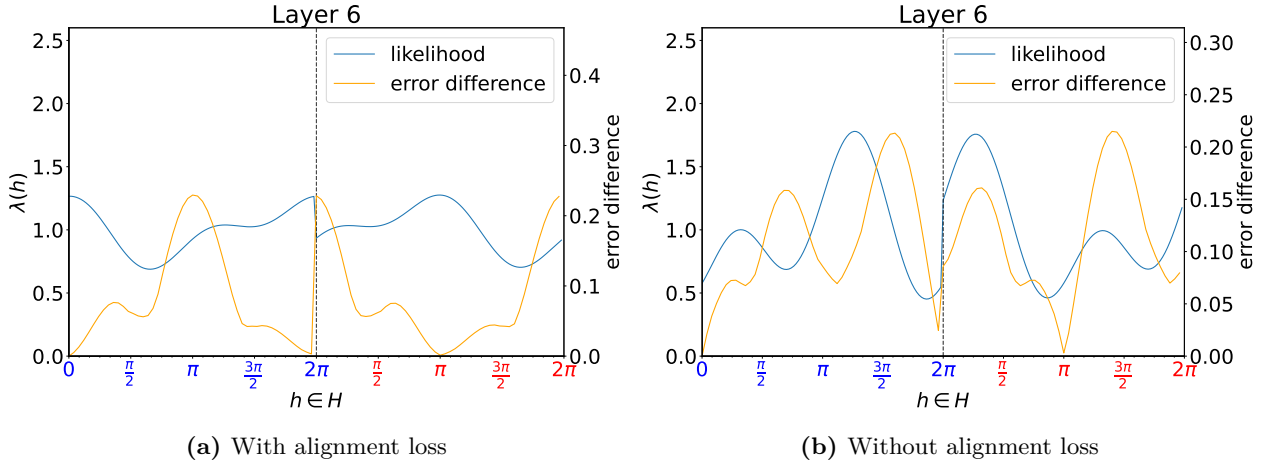 Layer 6
2.5
2.0
1.5
1.0
0.5
0.0
λ(h)
likelihood
error difference
0.4
0.3
0.2
0.1
0.0
error difference
0 π/2 π 3π/2 2π π/2 π 3π/2 2π
h ∈ H
(a) With alignment loss
Layer 6
2.5
2.0
1.5
1.0
0.5
0.0
λ(h)
likelihood
error difference
0.30
0.25
0.20
0.15
0.10
0.05
0.00
error difference
0 π/2 π 3π/2 2π π/2 π 3π/2 2π
h ∈ H
(b) Without alignment loss